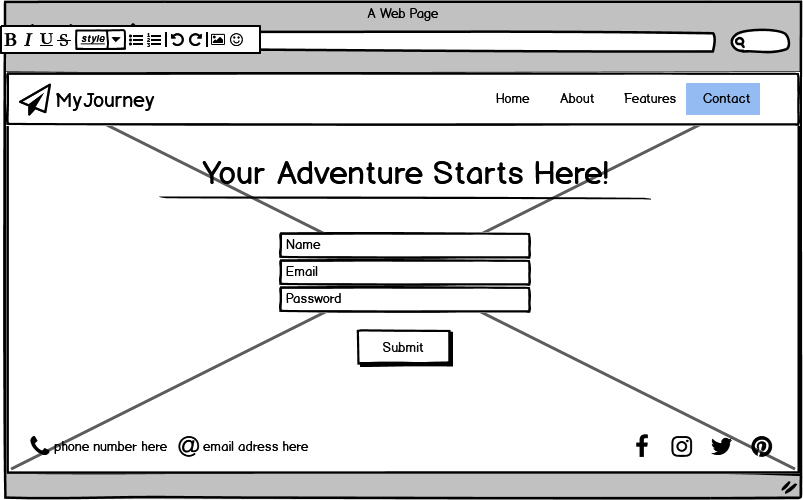 A Web Page
B I U S style
MyJourney Home About Features Contact
Your Adventure Starts Here!
Name
Email
Password
Submit
phone number here @ email adress here